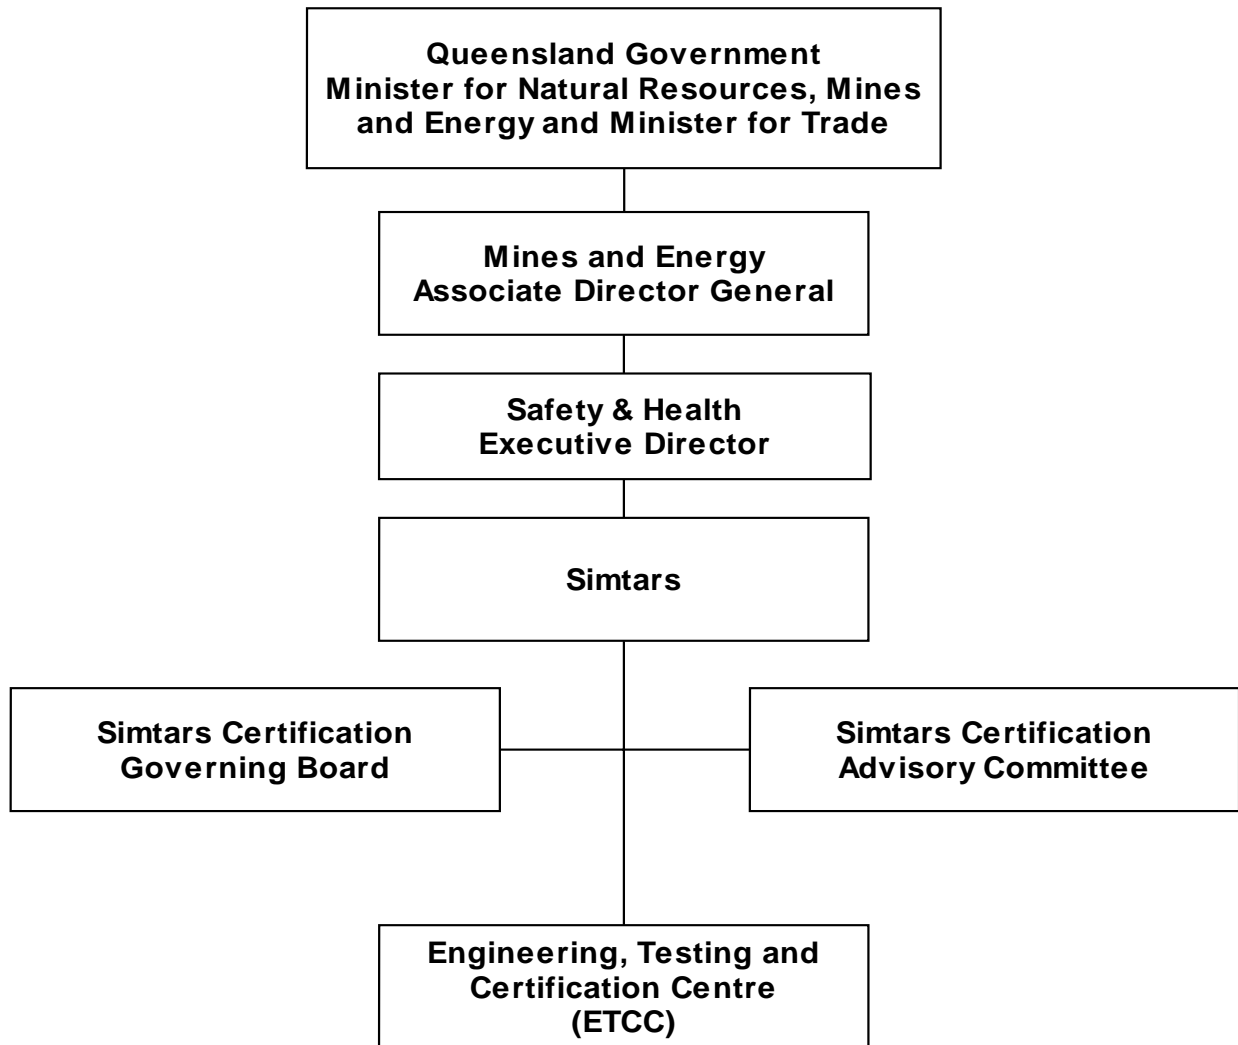 Queensland Government
Minister for Natural Resources, Mines
and Energy and Minister for Trade
Mines and Energy
Associate Director General
Safety & Health
Executive Director
Simtars
Simtars Certification
Governing Board
Simtars Certification
Advisory Committee
Engineering, Testing and
Certification Centre
(ETCC)